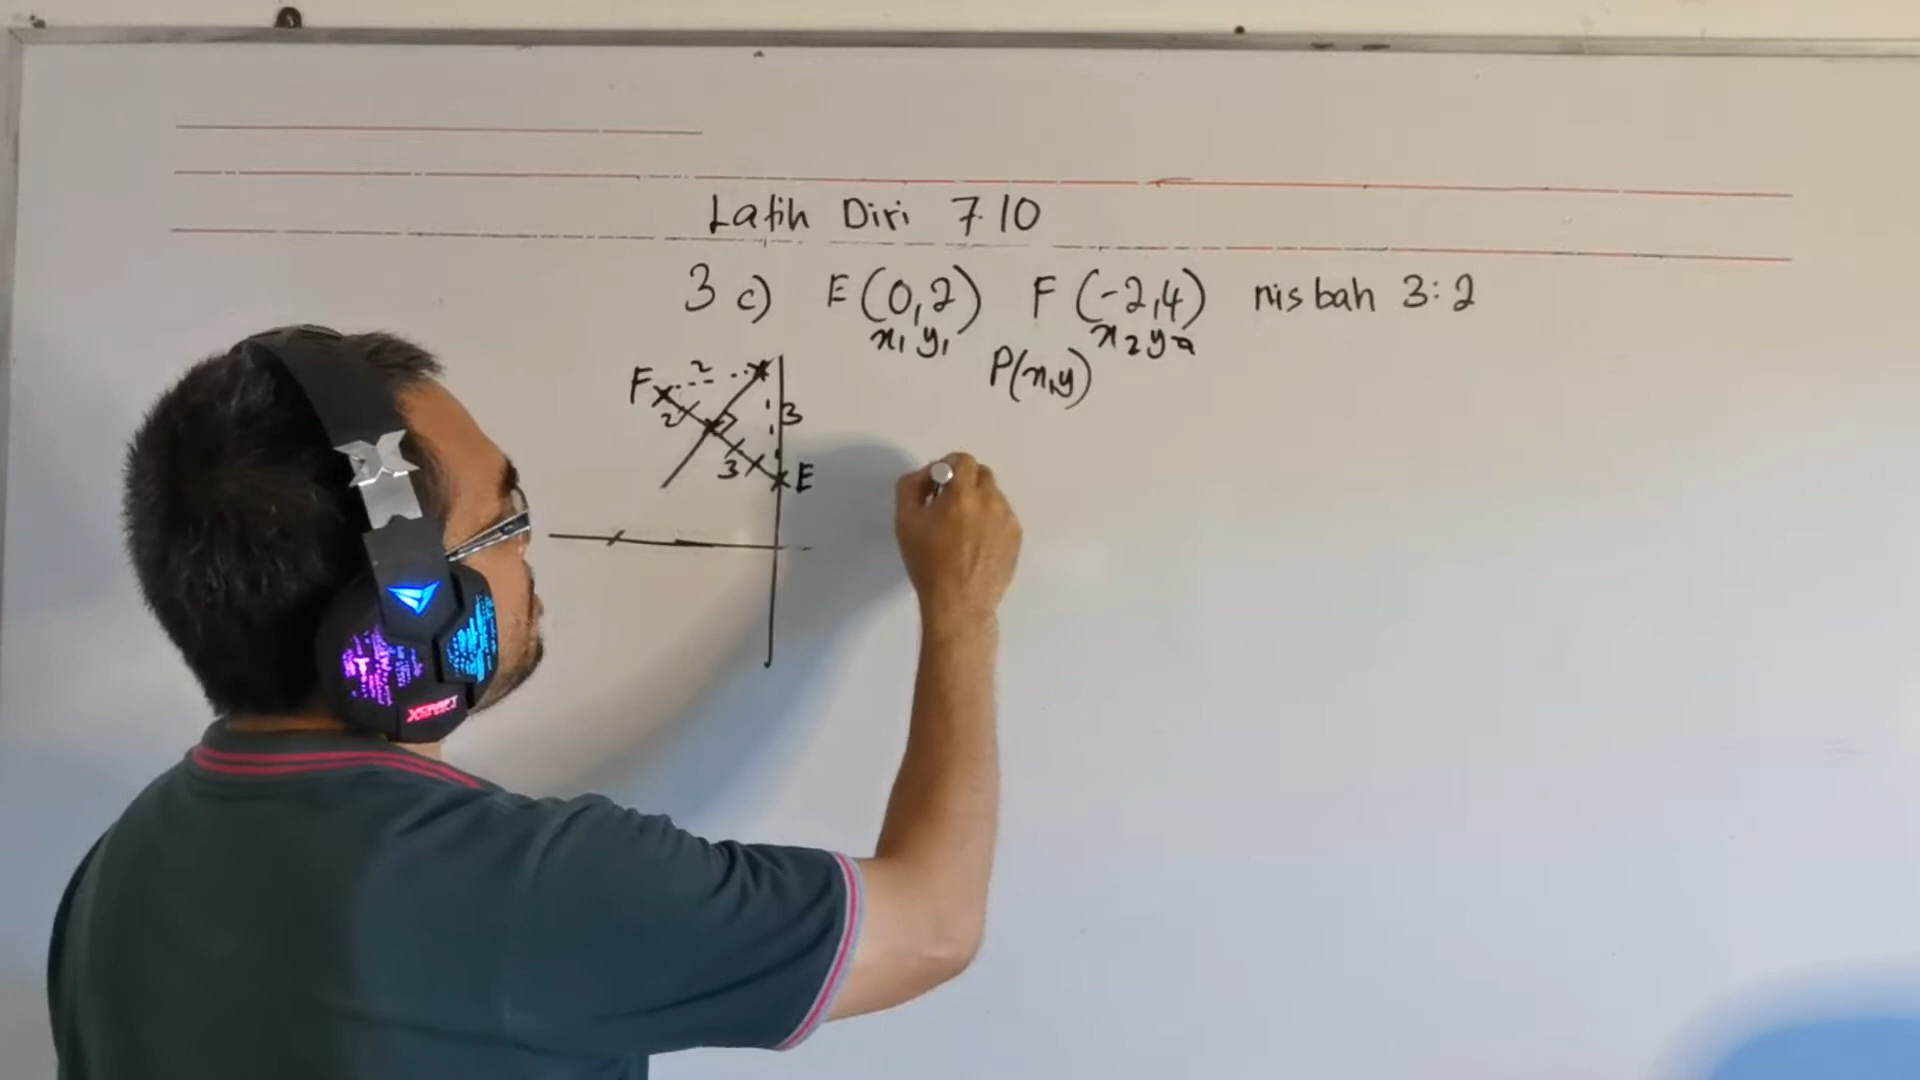 Latih Diri 7.10
3 c) E (0,2) F (-2,4) nisbah 3:2
x₁ y₁ x₂ y₂
P(x,y)
F 2
2 3
3 E